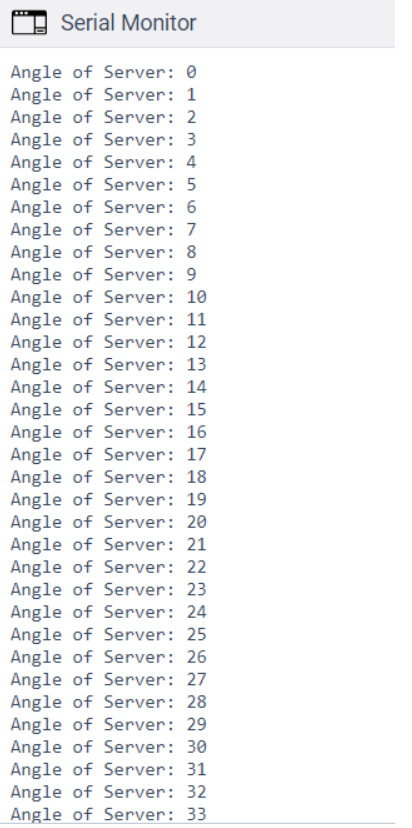 Serial Monitor
Angle of Server: 0
Angle of Server: 1
Angle of Server: 2
Angle of Server: 3
Angle of Server: 4
Angle of Server: 5
Angle of Server: 6
Angle of Server: 7
Angle of Server: 8
Angle of Server: 9
Angle of Server: 10
Angle of Server: 11
Angle of Server: 12
Angle of Server: 13
Angle of Server: 14
Angle of Server: 15
Angle of Server: 16
Angle of Server: 17
Angle of Server: 18
Angle of Server: 19
Angle of Server: 20
Angle of Server: 21
Angle of Server: 22
Angle of Server: 23
Angle of Server: 24
Angle of Server: 25
Angle of Server: 26
Angle of Server: 27
Angle of Server: 28
Angle of Server: 29
Angle of Server: 30
Angle of Server: 31
Angle of Server: 32
Angle of Server: 33